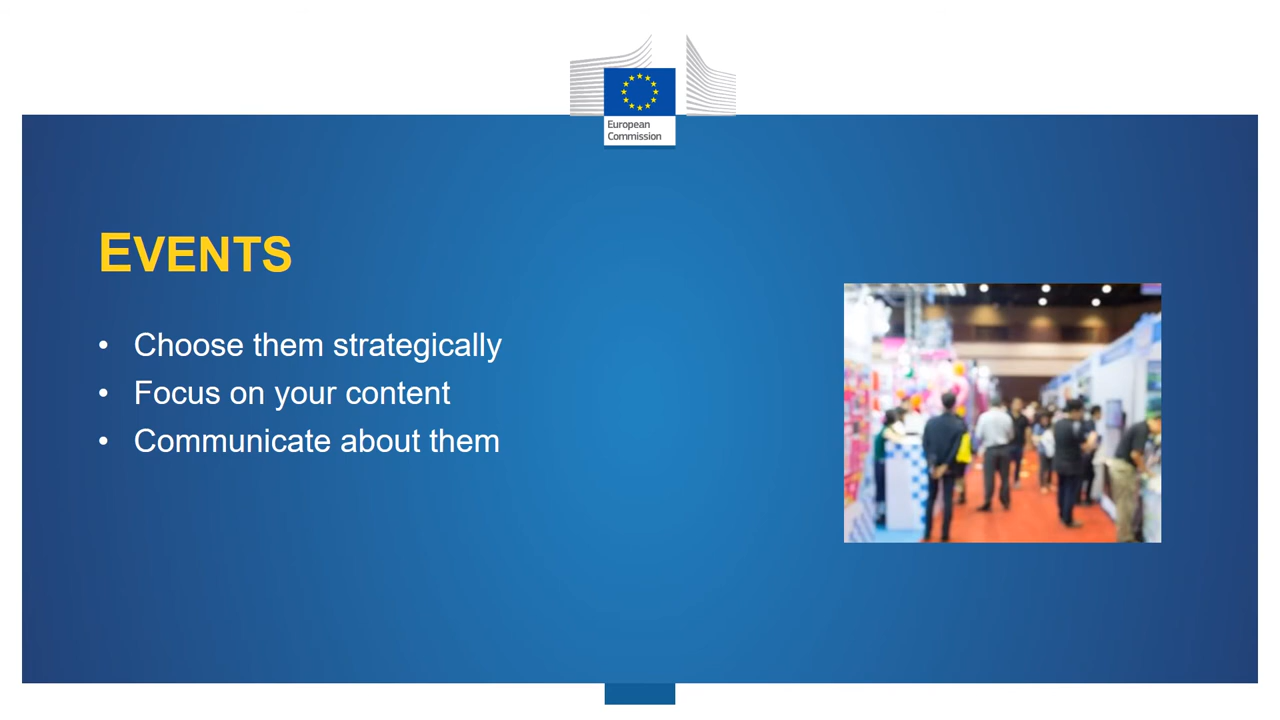 European
Commission
EVENTS
• Choose them strategically
• Focus on your content
• Communicate about them